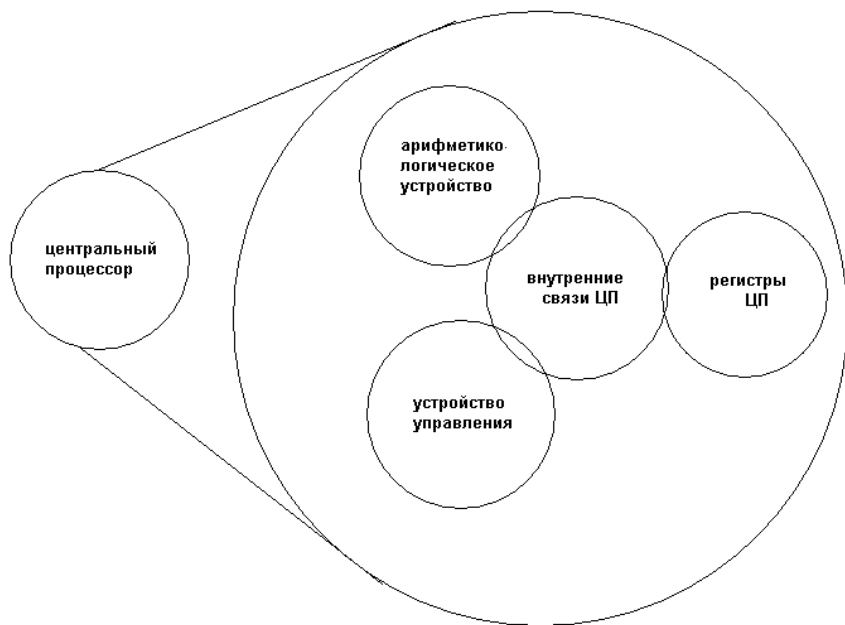 арифметико-
логическое
устройство
центральный
процессор
внутренние
связи ЦП
регистры
ЦП
устройство
управления